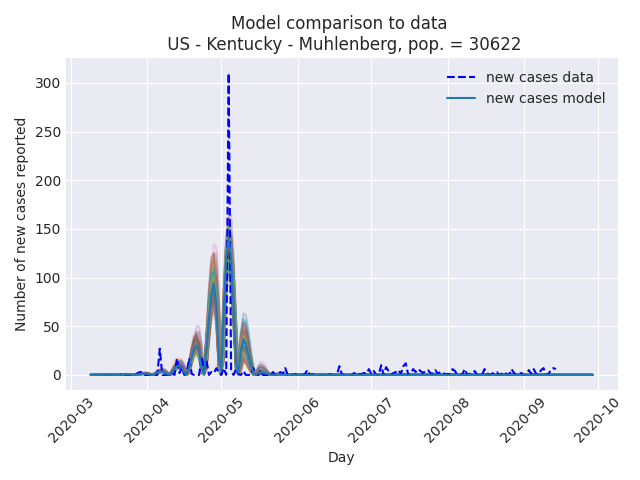 Model comparison to data
US - Kentucky - Muhlenberg, pop. = 30622
Number of new cases reported
300
250
200
150
100
50
0
new cases data
new cases model
2020-03
2020-04
2020-05
2020-06
2020-07
2020-08
2020-09
2020-10
Day